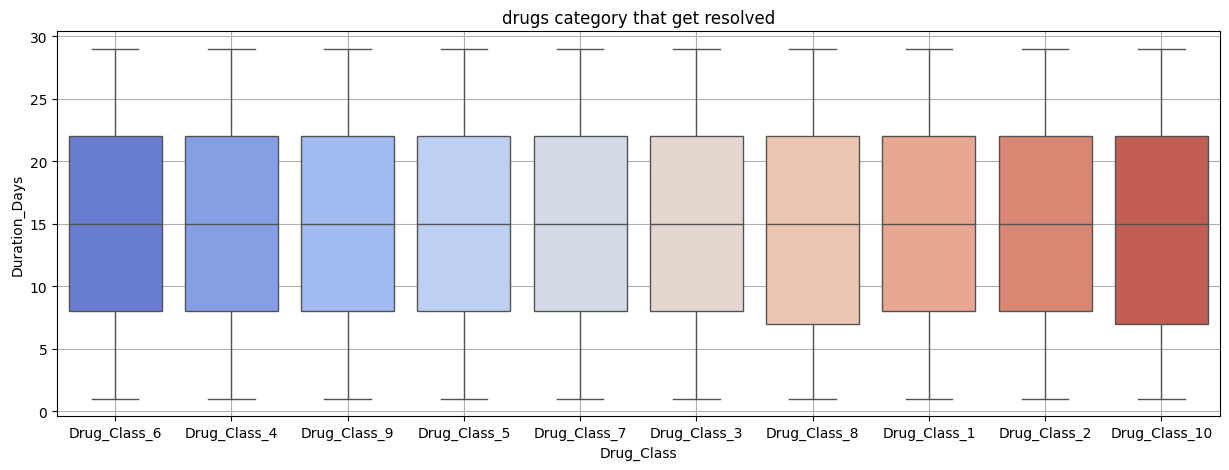 drugs category that get resolved
30
25
20
15
10
5
0
Duration_Days
Drug_Class_6 Drug_Class_4 Drug_Class_9 Drug_Class_5 Drug_Class_7 Drug_Class_3 Drug_Class_8 Drug_Class_1 Drug_Class_2 Drug_Class_10
Drug_Class